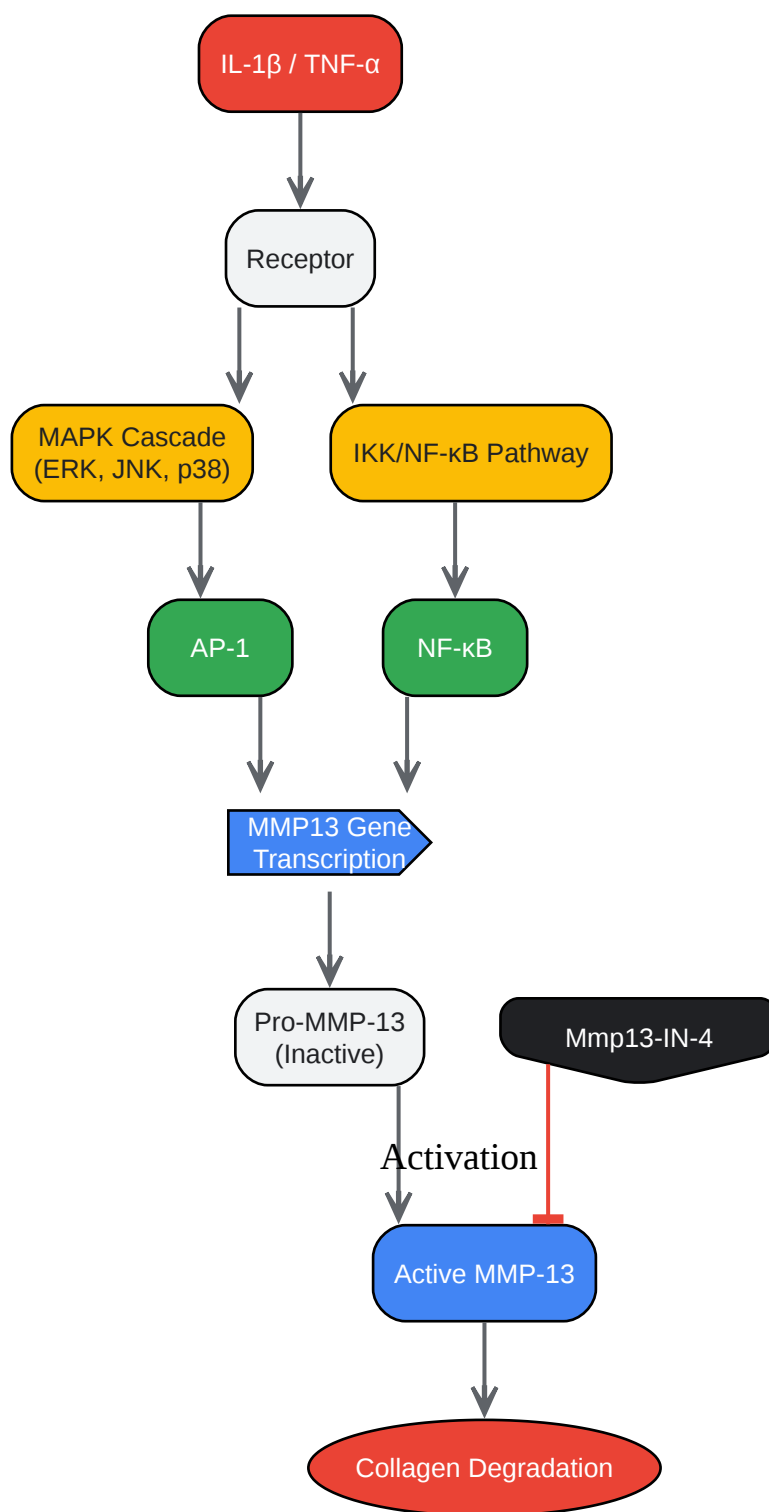 IL-1β / TNF-α
Receptor
MAPK Cascade
(ERK, JNK, p38)
IKK/NF-κB Pathway
AP-1
NF-κB
MMP13 Gene
Transcription
Pro-MMP-13
(Inactive)
Mmp13-IN-4
Activation
Active MMP-13
Collagen Degradation